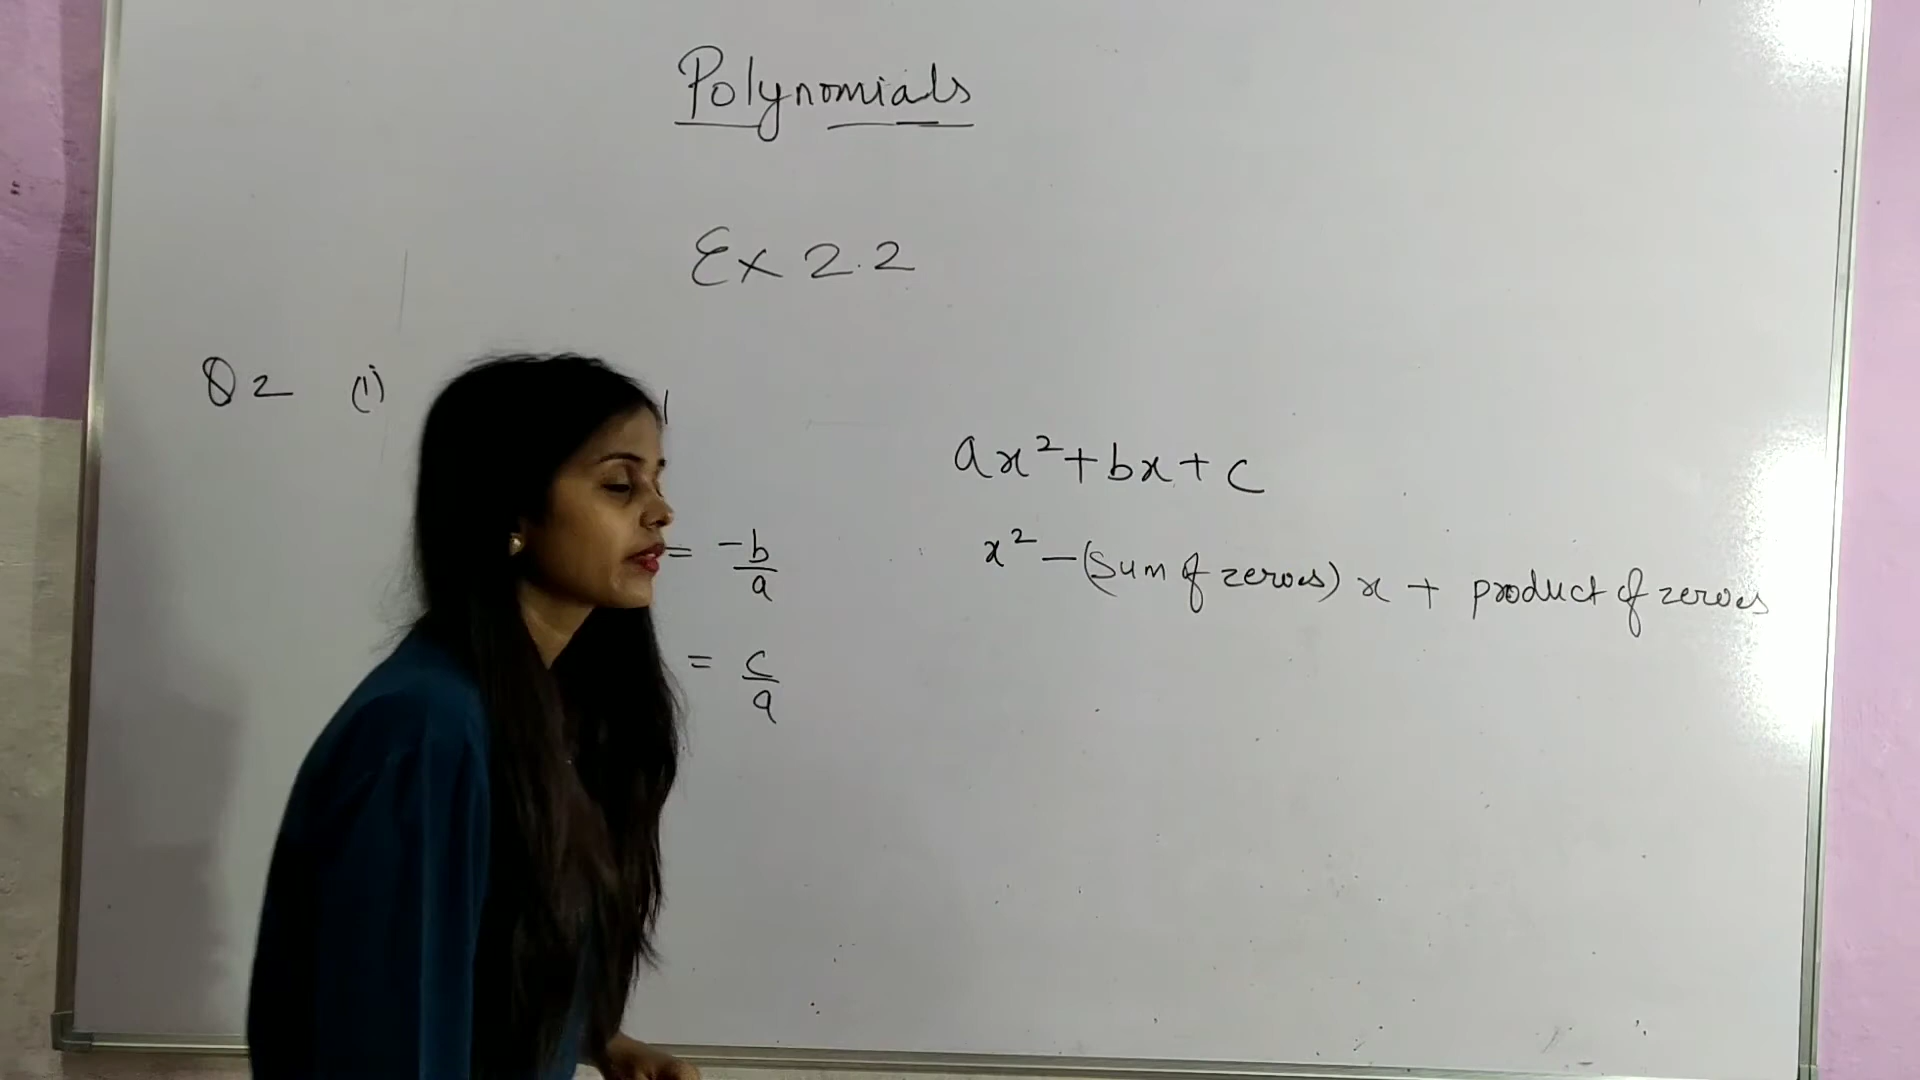 Polynomials
Ex 2.2
Q2 (i)
ax²+bx+c
= -b/a
x² - (Sum of zeroes) x + product of zeroes
= c/a